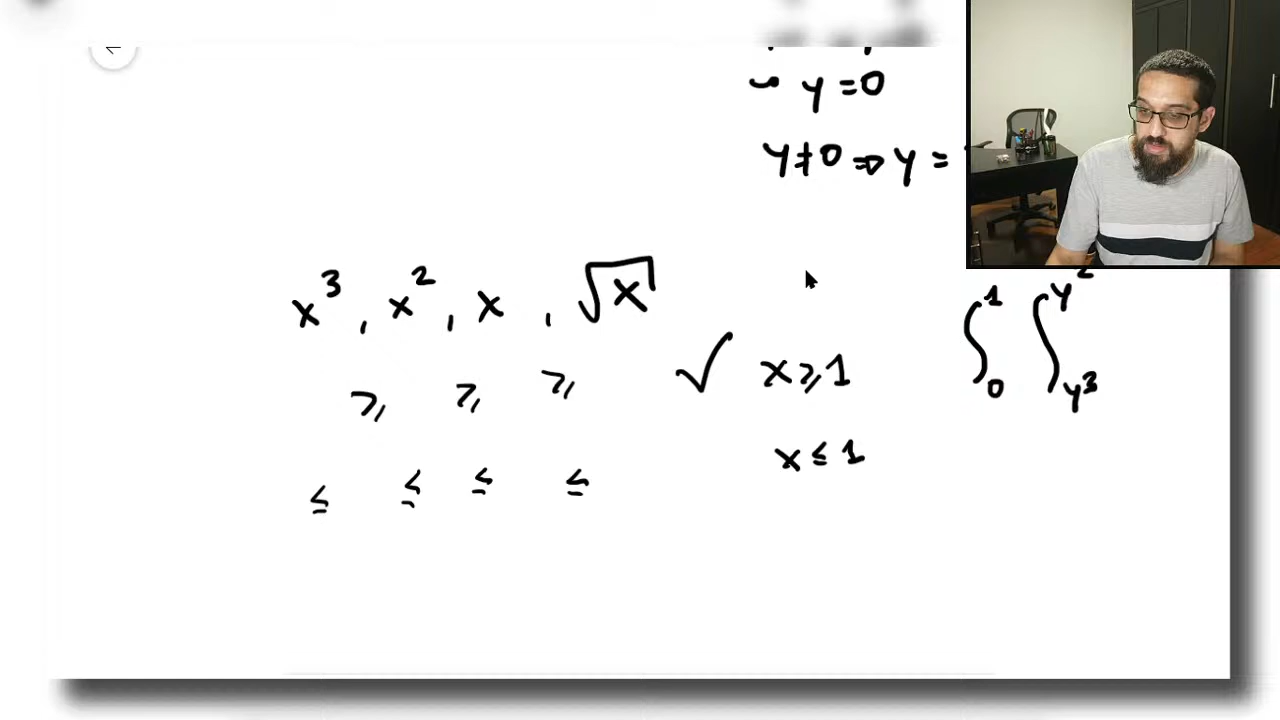 ~ y = 0
y ≠ 0 ⇒ y =
x³, x², x, √x
⩾ ⩾ ⩾ √ x ⩾ 1
≤ ≤ ≤ ≤ x ≤ 1
∫₀¹ ∫_{y³}^{y²}